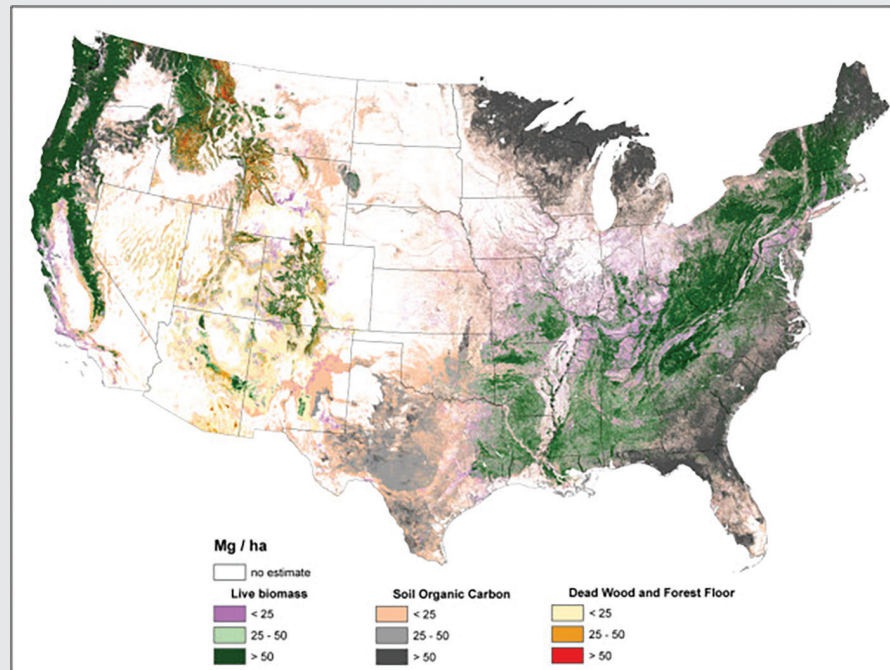 Mg / ha
no estimate
Live biomass
< 25
25 - 50
> 50
Soil Organic Carbon
< 25
25 - 50
> 50
Dead Wood and Forest Floor
< 25
25 - 50
> 50